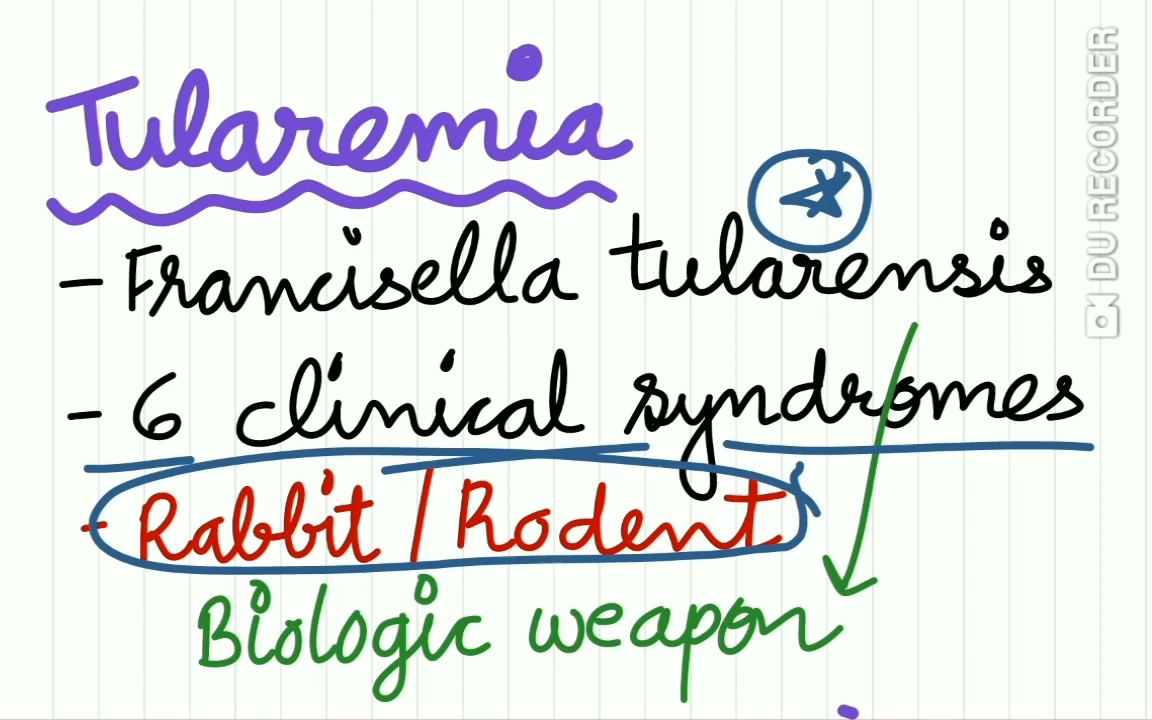 Tularemia
- Francisella tularensis
- 6 clinical syndromes
- Rabbit / Rodent
Biologic weapon
DU RECORDER